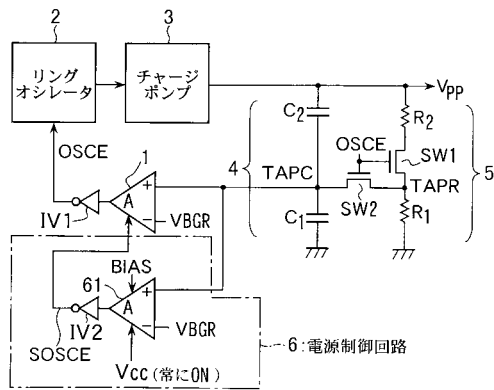 2
3
リング
オシレータ
チャージ
ポンプ
Vpp
C2
R2
4
OSCE
SW1
5
OSCE
1
TAPC
TAPR
A
+
−
IV1
VBGR
C1
SW2
R1
BIAS
61
A
+
−
IV2
VBGR
SOSCE
Vcc(常にON)
6:電源制御回路